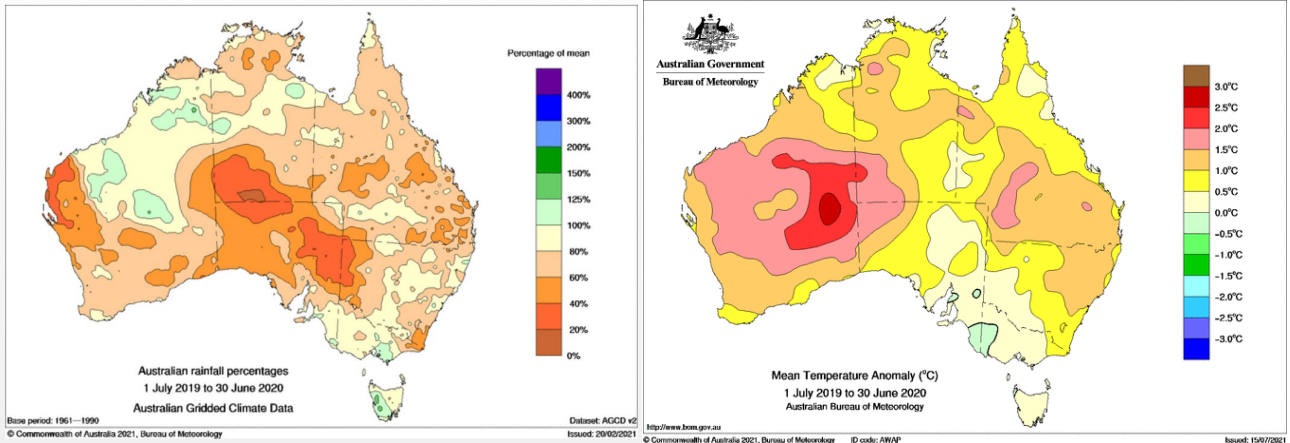 Percentage of mean
400%
300%
200%
150%
125%
100%
80%
60%
40%
20%
0%
Australian rainfall percentages
1 July 2019 to 30 June 2020
Australian Gridded Climate Data
Base period: 1961—1990
Dataset: AGCD v2
© Commonwealth of Australia 2021, Bureau of Meteorology
Issued: 20/02/2021
Australian Government
Bureau of Meteorology
3.0°C
2.5°C
2.0°C
1.5°C
1.0°C
0.5°C
0.0°C
-0.5°C
-1.0°C
-1.5°C
-2.0°C
-2.5°C
-3.0°C
Mean Temperature Anomaly (°C)
1 July 2019 to 30 June 2020
Australian Bureau of Meteorology
http://www.bom.gov.au
© Commonwealth of Australia 2021, Bureau of Meteorology
ID code: AWAP
Issued: 15/07/2021